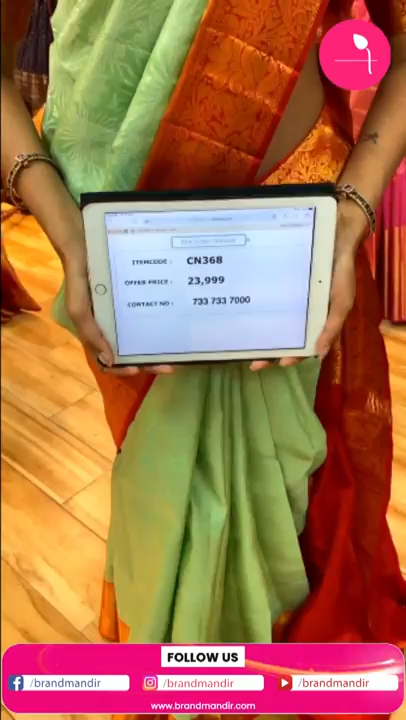 ITEMCODE : CN368
OFFER PRICE : 23,999
CONTACT NO : 733 733 7000
FOLLOW US
/brandmandir /brandmandir /brandmandir
www.brandmandir.com